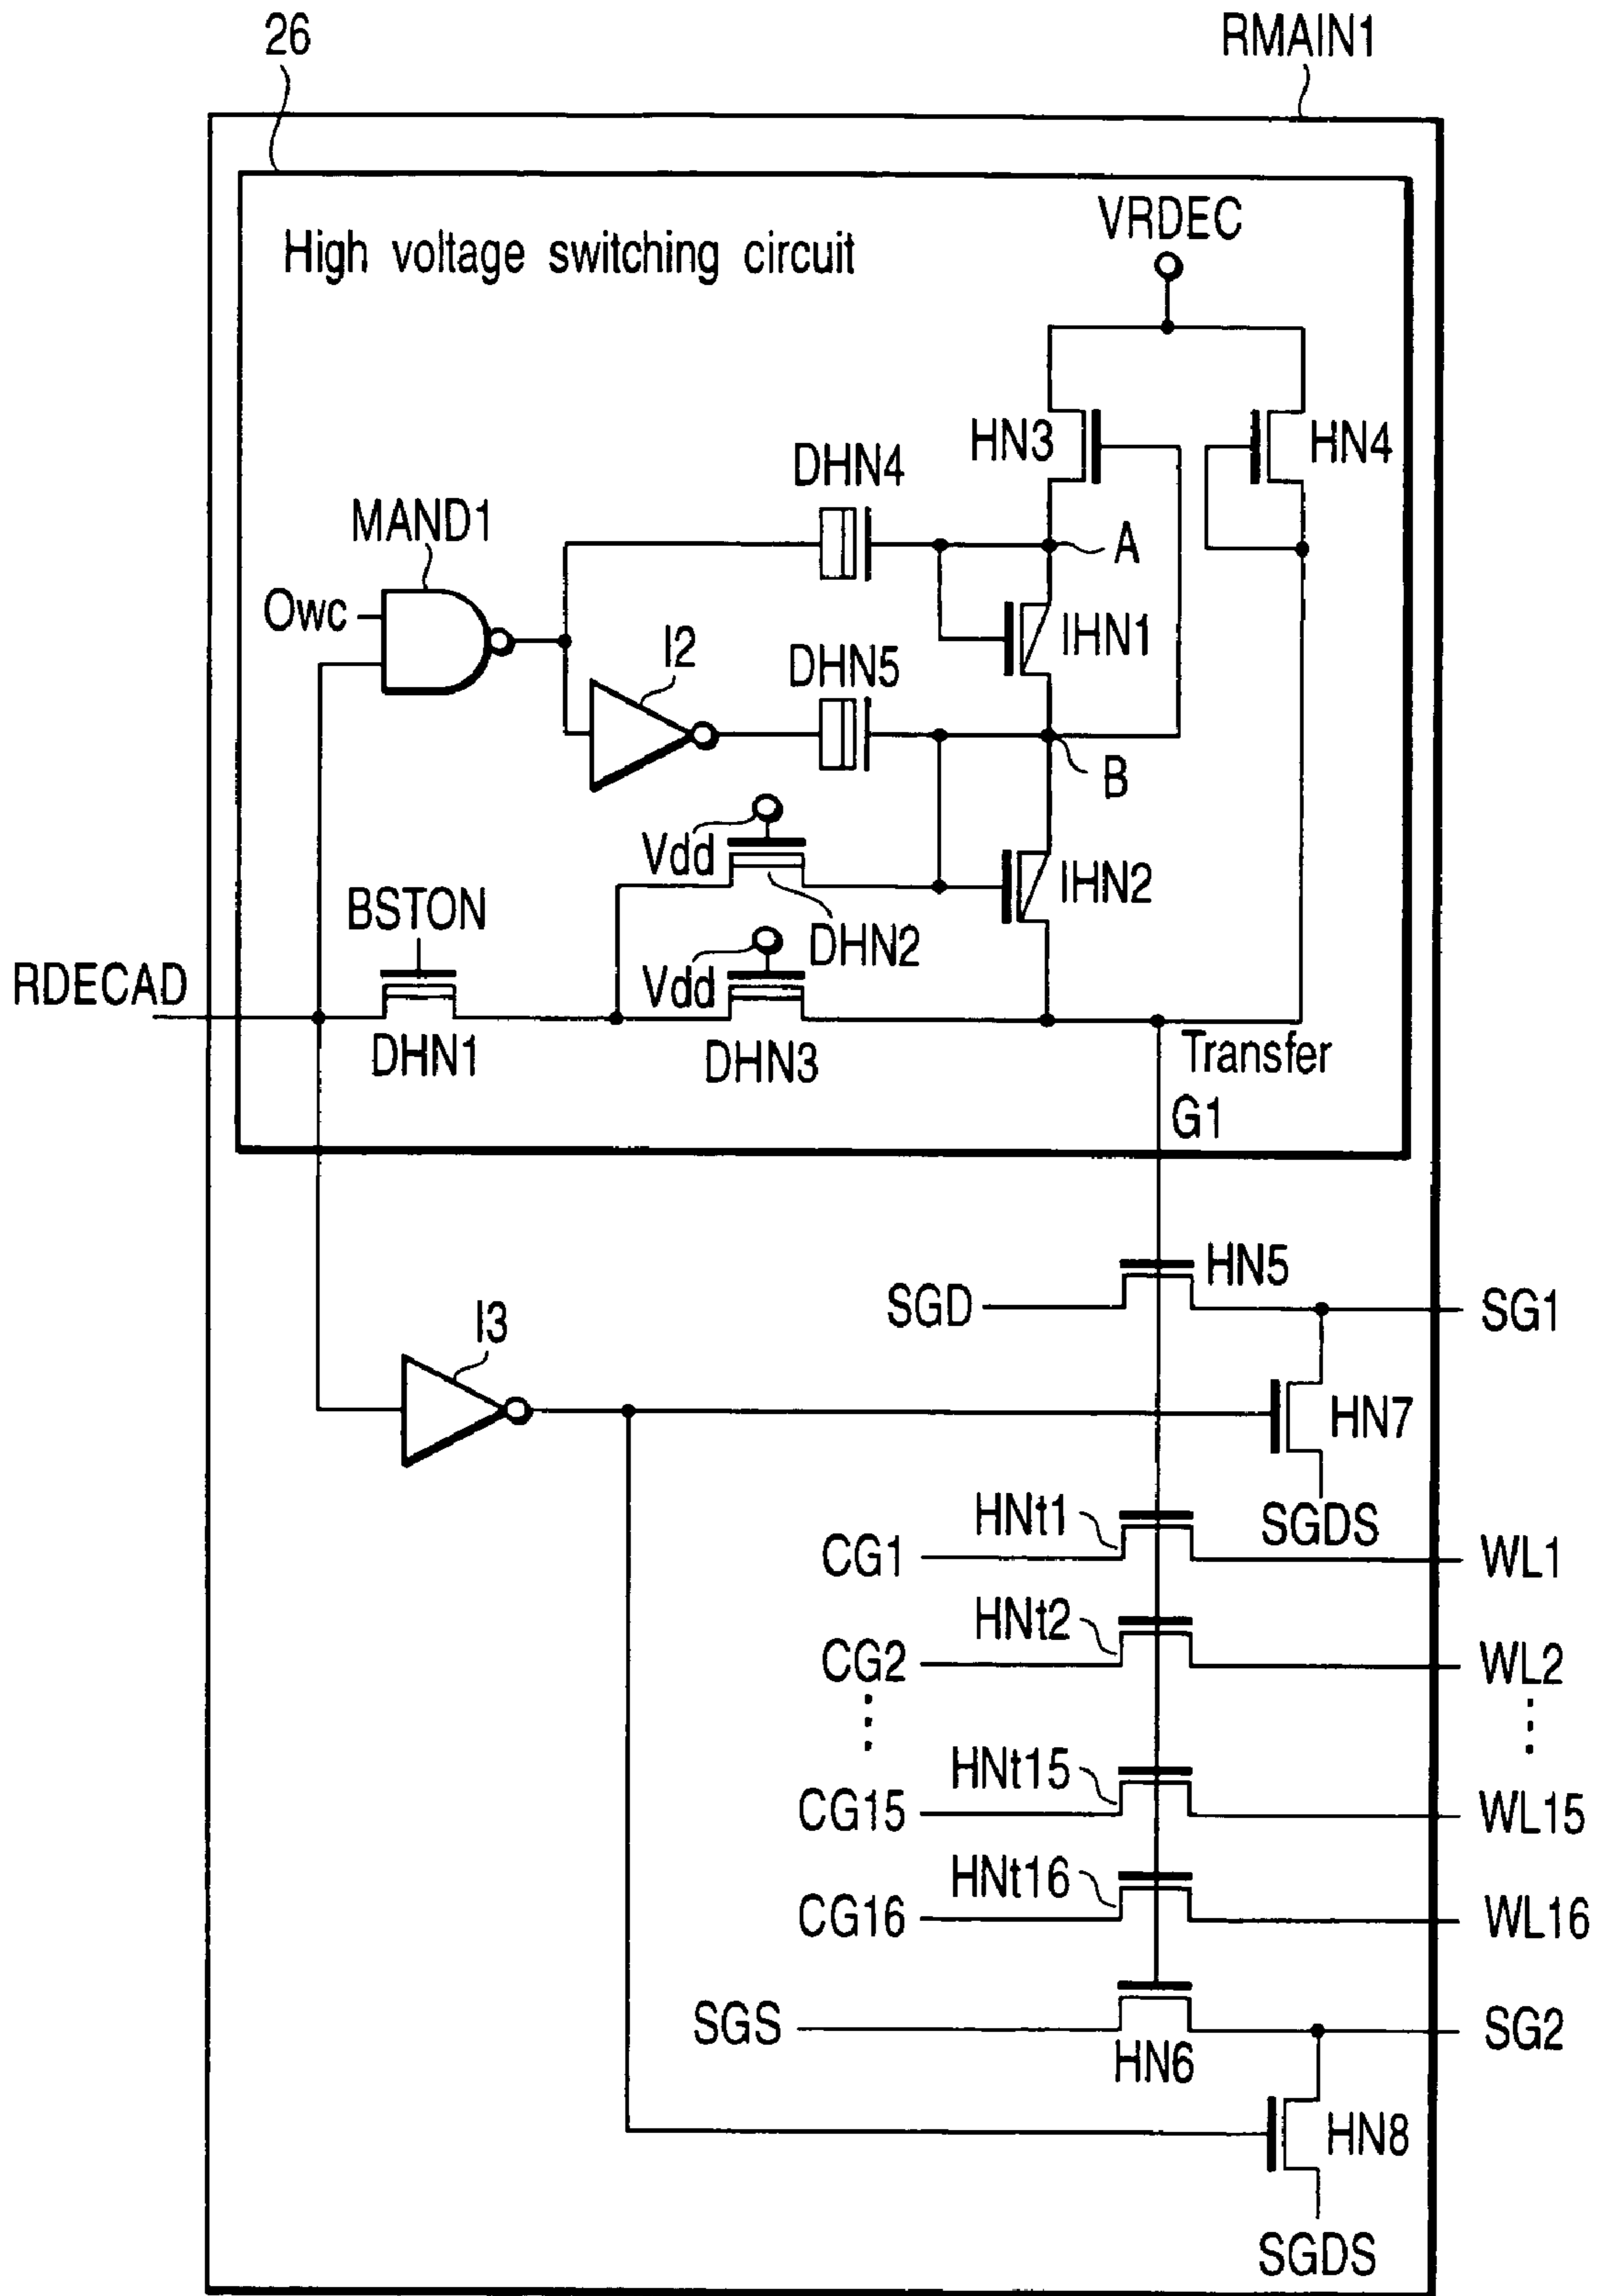 26
RMAIN1
High voltage switching circuit
VRDEC
HN3
HN4
DHN4
MAND1
A
Owc
IHN1
I2
DHN5
B
Vdd
IHN2
BSTON
DHN2
RDECAD
Vdd
DHN1
DHN3
Transfer
G1
HN5
SGD
SG1
I3
HN7
HNt1
SGDS
CG1
WL1
HNt2
CG2
WL2
HNt15
CG15
WL15
HNt16
CG16
WL16
SGS
SG2
HN6
HN8
SGDS